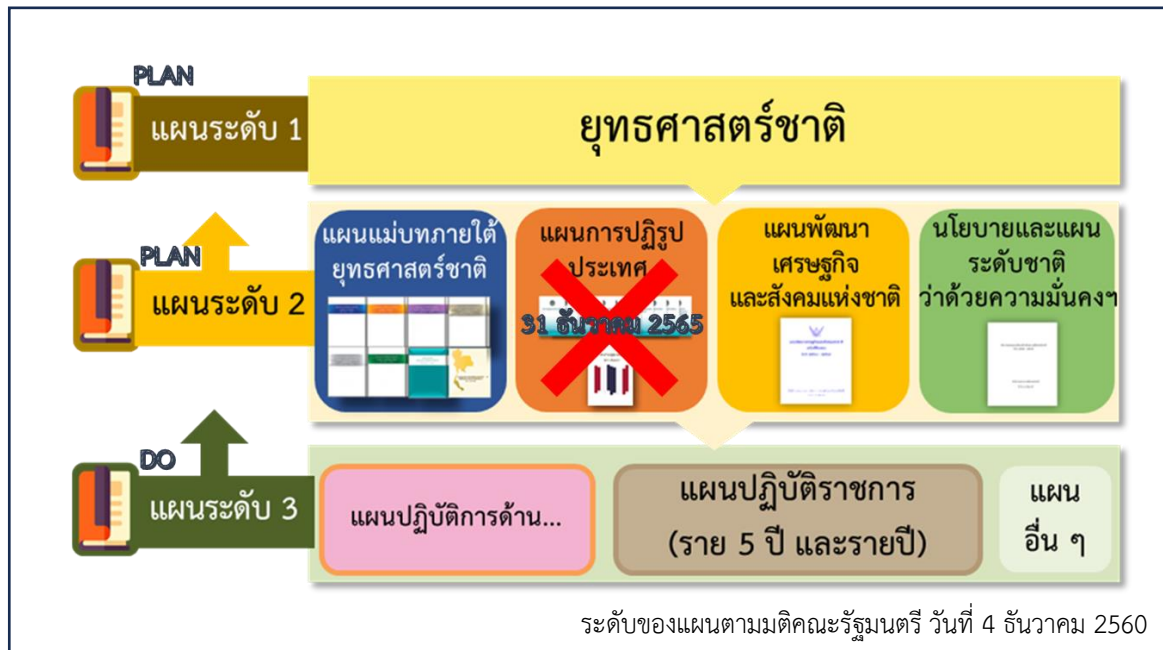 PLAN
แผนระดับ 1
ยุทธศาสตร์ชาติ
PLAN
แผนระดับ 2
แผนแม่บทภายใต้
ยุทธศาสตร์ชาติ
แผนการปฏิรูป
ประเทศ
31 ธันวาคม 2565
แผนพัฒนา
เศรษฐกิจ
และสังคมแห่งชาติ
นโยบายและแผน
ระดับชาติ
ว่าด้วยความมั่นคงฯ
DO
แผนระดับ 3
แผนปฏิบัติการด้าน...
แผนปฏิบัติราชการ
(ราย 5 ปี และรายปี)
แผน
อื่น ๆ
ระดับของแผนตามมติคณะรัฐมนตรี วันที่ 4 ธันวาคม 2560